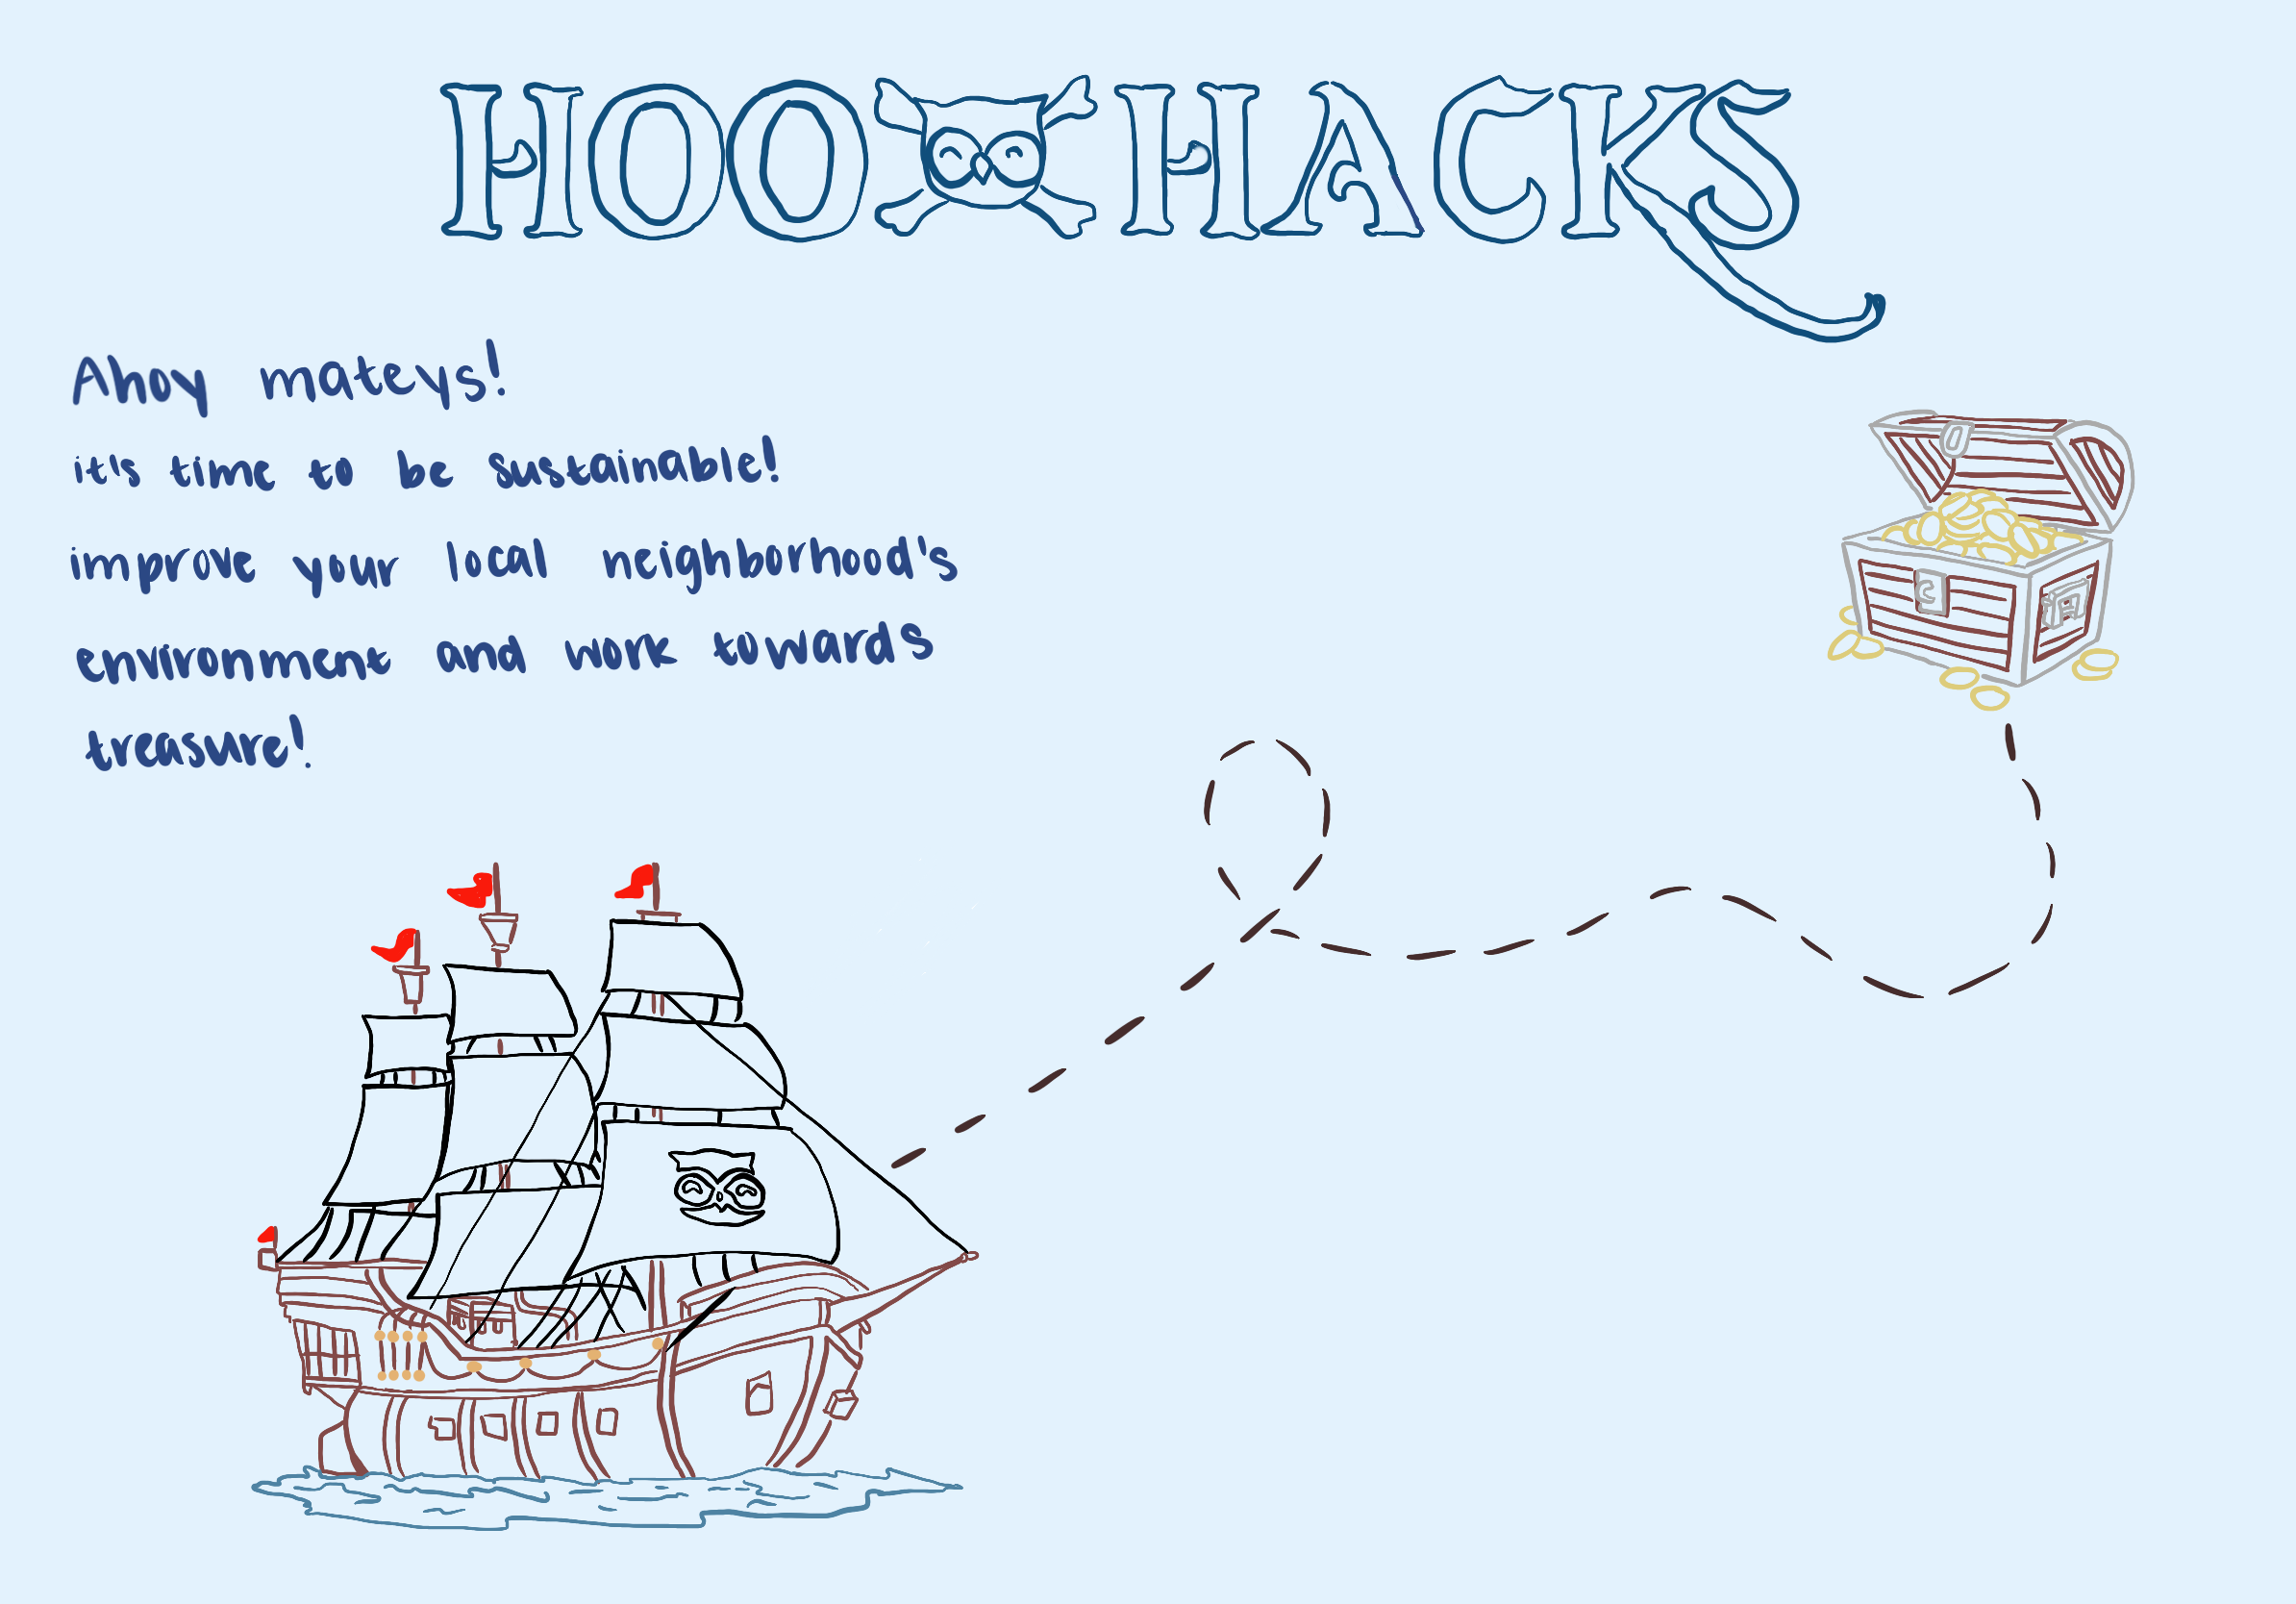 HOO HACKS
Ahoy mateys!
it's time to be sustainable!
improve your local neighborhood's
environment and work towards
treasure!